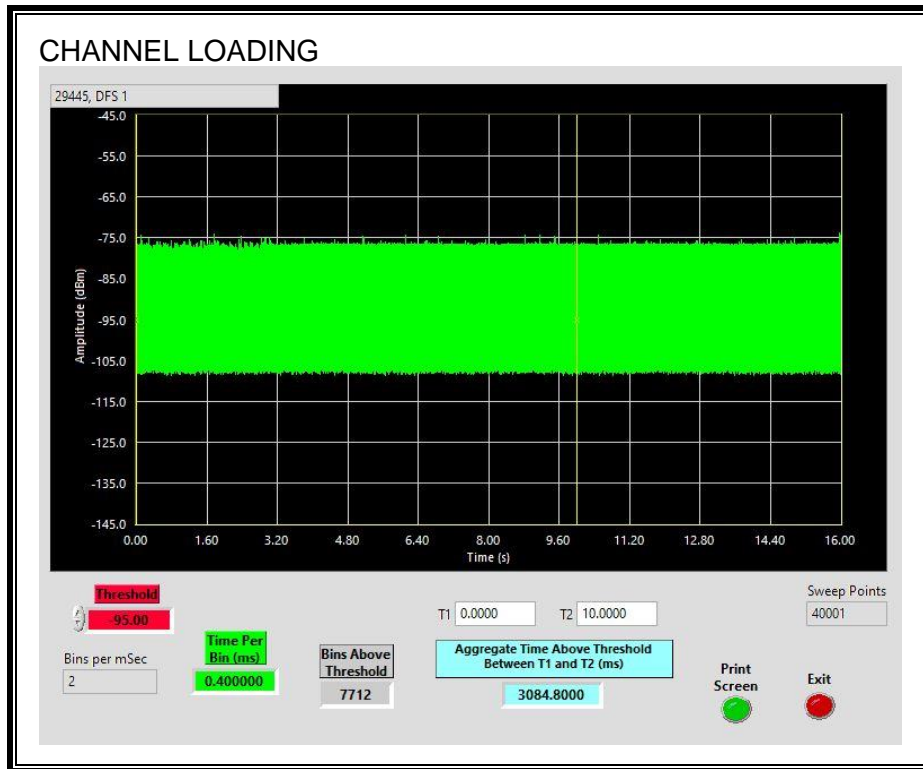 CHANNEL LOADING
29445, DFS 1
-45.0
-55.0
-65.0
-75.0
-85.0
-95.0
-105.0
-115.0
-125.0
-135.0
-145.0
Amplitude (dBm)
0.00 1.60 3.20 4.80 6.40 8.00 9.60 11.20 12.80 14.40 16.00
Time (s)
Threshold
-95.00
Bins per mSec
2
Time Per
Bin (ms)
0.400000
Bins Above
Threshold
7712
T1 0.0000 T2 10.0000
Aggregate Time Above Threshold
Between T1 and T2 (ms)
3084.8000
Sweep Points
40001
Print
Screen
Exit